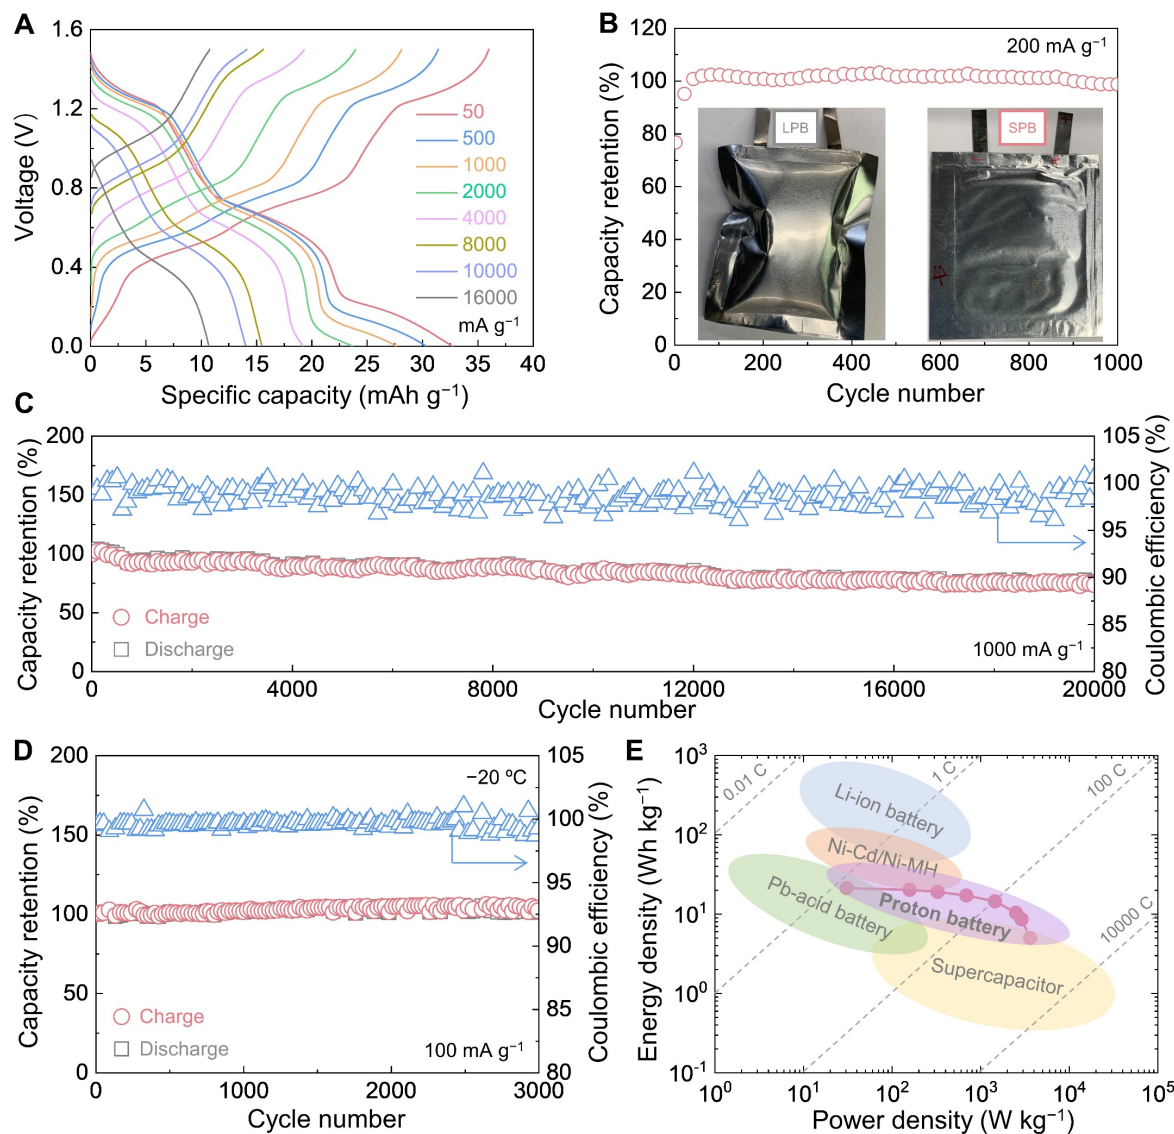 A
1.6
1.2
0.8
0.4
0.0
Voltage (V)
50
500
1000
2000
4000
8000
10000
16000
mA g⁻¹
0 5 10 15 20 25 30 35 40
Specific capacity (mAh g⁻¹)
B
120
100
80
60
40
20
0
Capacity retention (%)
200 mA g⁻¹
LPB
SPB
0 200 400 600 800 1000
Cycle number
C
200
150
100
50
0
Capacity retention (%)
Charge
Discharge
1000 mA g⁻¹
105
100
95
90
85
80
Coulombic efficiency (%)
0 4000 8000 12000 16000 20000
Cycle number
D
200
150
100
50
0
Capacity retention (%)
−20 ºC
Charge
Discharge
100 mA g⁻¹
105
100
95
90
85
80
Coulombic efficiency (%)
0 1000 2000 3000
Cycle number
E
10³
10²
10¹
10⁰
10⁻¹
Energy density (Wh kg⁻¹)
0.01 C
1 C
100 C
10000 C
Li-ion battery
Ni-Cd/Ni-MH
Pb-acid battery
Proton battery
Supercapacitor
10⁰ 10¹ 10² 10³ 10⁴ 10⁵
Power density (W kg⁻¹)